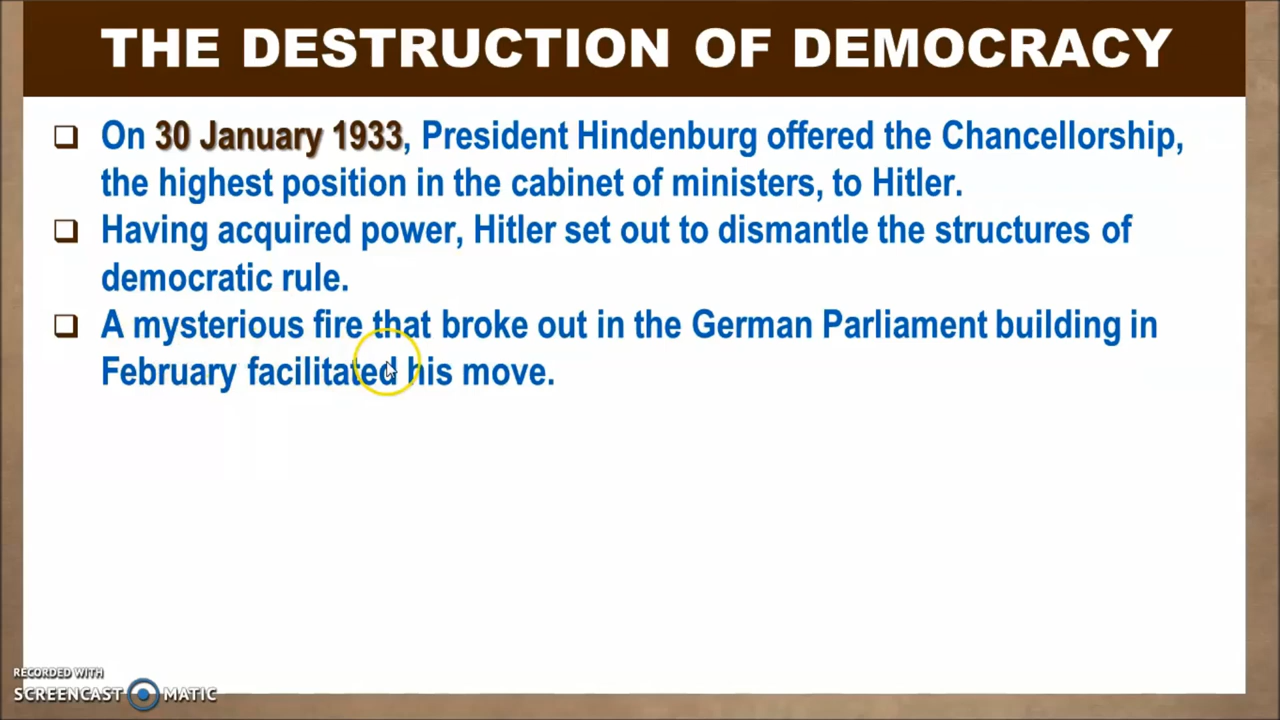 THE DESTRUCTION OF DEMOCRACY
On 30 January 1933, President Hindenburg offered the Chancellorship,
the highest position in the cabinet of ministers, to Hitler.
Having acquired power, Hitler set out to dismantle the structures of
democratic rule.
A mysterious fire that broke out in the German Parliament building in
February facilitated his move.
RECORDED WITH
SCREENCAST MATIC